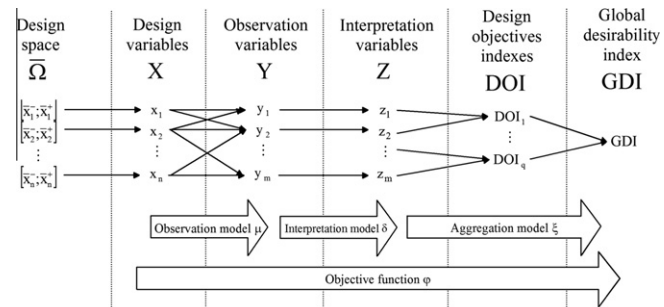 Design space
Ω
Design variables
X
Observation variables
Y
Interpretation variables
Z
Design objectives indexes
DOI
Global desirability index
GDI
[x̄₁⁻;x̄₁⁺]
x₁
y₁
z₁
DOI₁
[x̄₂⁻;x̄₂⁺]
x₂
y₂
z₂
⋮
GDI
[x̄ₙ⁻;x̄ₙ⁺]
xₙ
yₘ
zₘ
DOI_q
Observation model μ
Interpretation model δ
Aggregation model ξ
Objective function φ